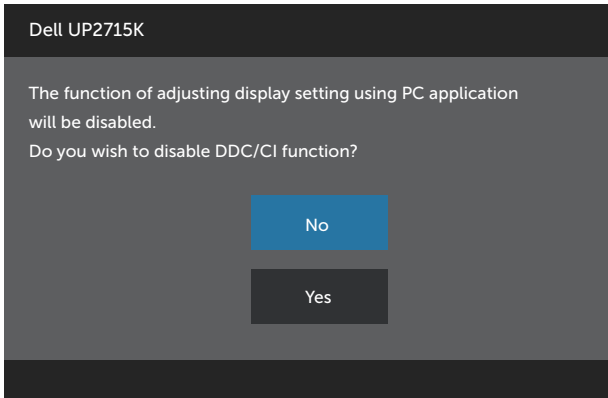 Dell UP2715K
The function of adjusting display setting using PC application
will be disabled.
Do you wish to disable DDC/CI function?
No
Yes